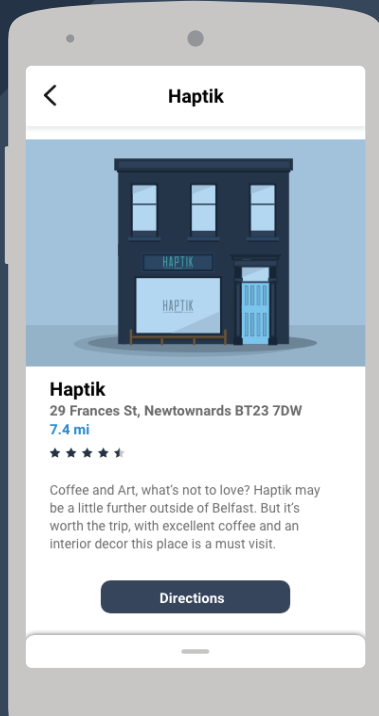 Haptik
HAPTIK
HAPTIK
Haptik
29 Frances St, Newtownards BT23 7DW
7.4 mi
Coffee and Art, what's not to love? Haptik may
be a little further outside of Belfast. But it's
worth the trip, with excellent coffee and an
interior decor this place is a must visit.
Directions